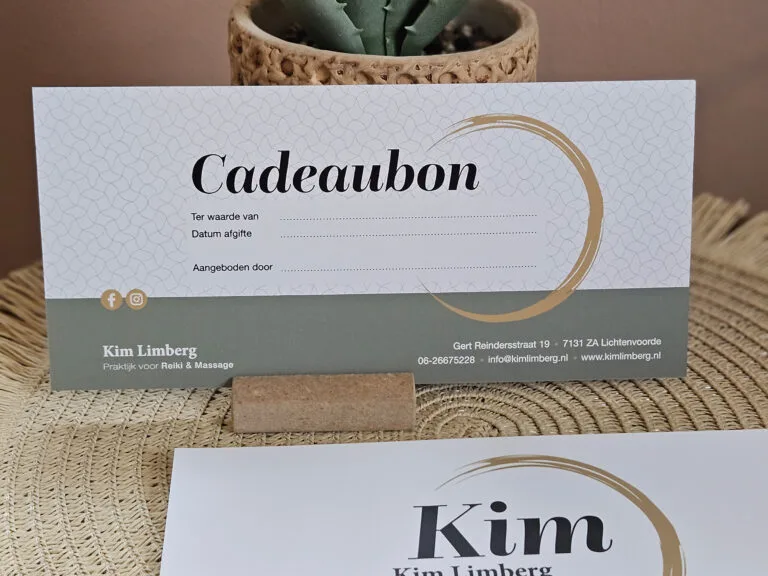 Cadeaubon
Ter waarde van
Datum afgifte
Aangeboden door
Kim Limberg
Praktijk voor Reiki & Massage
Gert Reindersstraat 19 • 7131 ZA Lichtenvoorde
06-26675228 • info@kimlimberg.nl • www.kimlimberg.nl
Kim
Kim Limberg